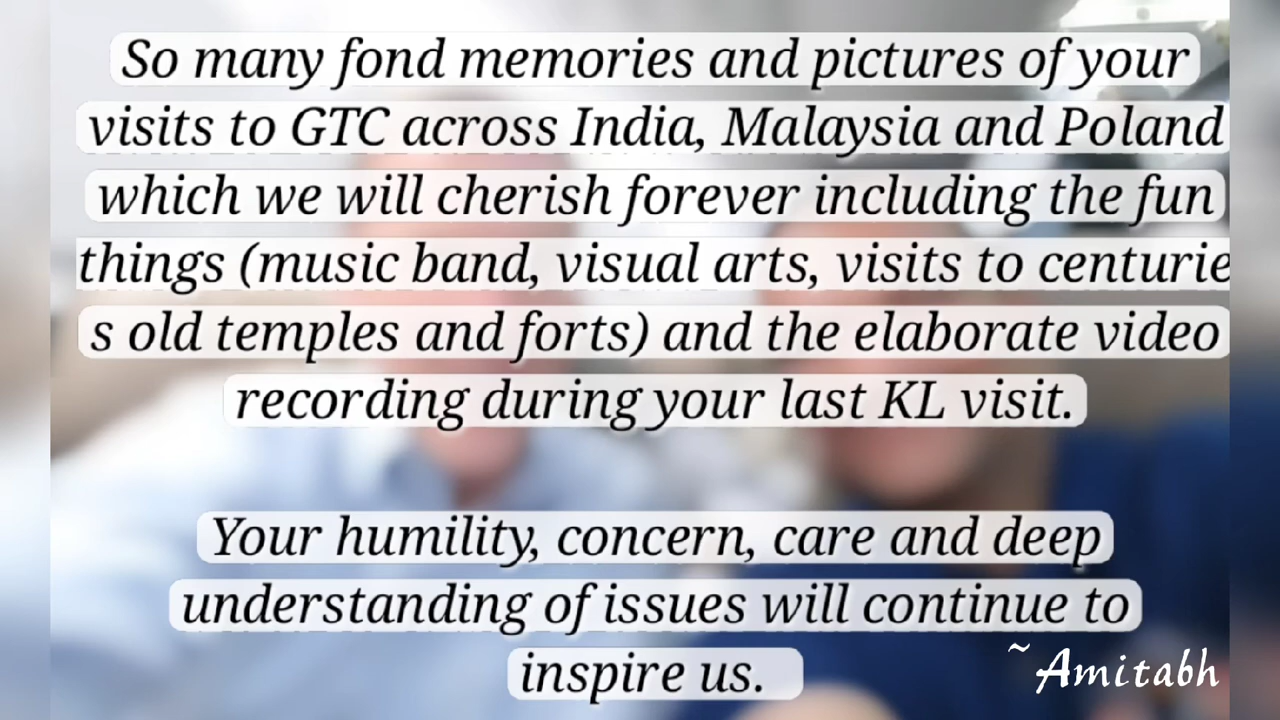 So many fond memories and pictures of your
visits to GTC across India, Malaysia and Poland
which we will cherish forever including the fun
things (music band, visual arts, visits to centurie
s old temples and forts) and the elaborate video
recording during your last KL visit.
Your humility, concern, care and deep
understanding of issues will continue to
inspire us.
~Amitabh